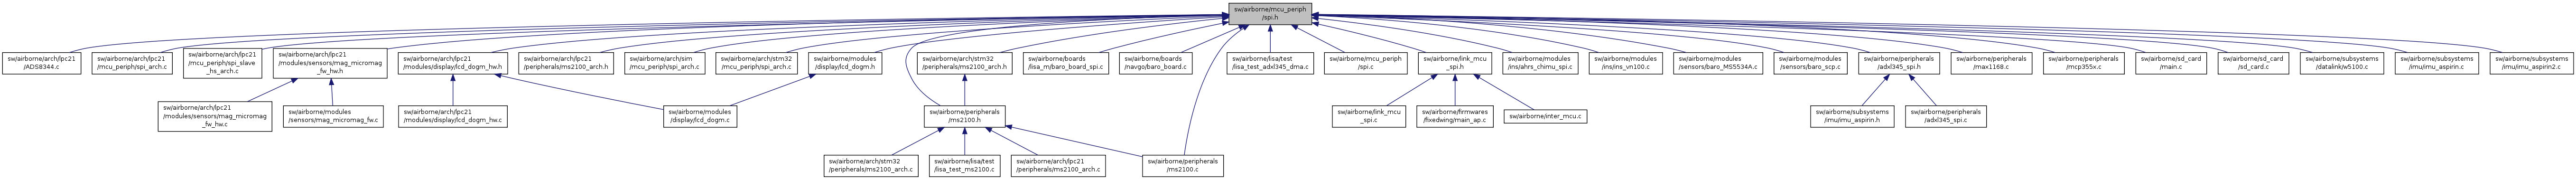 sw/airborne/mcu_periph
/spi.h
sw/airborne/arch/lpc21
/ADS8344.c
sw/airborne/arch/lpc21
/mcu_periph/spi_arch.c
sw/airborne/arch/lpc21
/mcu_periph/spi_slave
_hs_arch.c
sw/airborne/arch/lpc21
/modules/sensors/mag_micromag
_fw_hw.h
sw/airborne/arch/lpc21
/modules/display/lcd_dogm_hw.h
sw/airborne/arch/lpc21
/peripherals/ms2100_arch.h
sw/airborne/arch/sim
/mcu_periph/spi_arch.c
sw/airborne/arch/stm32
/mcu_periph/spi_arch.c
sw/airborne/modules
/display/lcd_dogm.h
sw/airborne/arch/stm32
/peripherals/ms2100_arch.h
sw/airborne/boards
/lisa_m/baro_board_spi.c
sw/airborne/boards
/navgo/baro_board.c
sw/airborne/lisa/test
/lisa_test_adxl345_dma.c
sw/airborne/mcu_periph
/spi.c
sw/airborne/link_mcu
_spi.h
sw/airborne/modules
/ins/ahrs_chimu_spi.c
sw/airborne/modules
/ins/ins_vn100.c
sw/airborne/modules
/sensors/baro_MS5534A.c
sw/airborne/modules
/sensors/baro_scp.c
sw/airborne/peripherals
/adxl345_spi.h
sw/airborne/peripherals
/max1168.c
sw/airborne/peripherals
/mcp355x.c
sw/airborne/sd_card
/main.c
sw/airborne/sd_card
/sd_card.c
sw/airborne/subsystems
/datalink/w5100.c
sw/airborne/subsystems
/imu/imu_aspirin.c
sw/airborne/subsystems
/imu/imu_aspirin2.c
sw/airborne/arch/lpc21
/modules/sensors/mag_micromag
_fw_hw.c
sw/airborne/modules
/sensors/mag_micromag_fw.c
sw/airborne/arch/lpc21
/modules/display/lcd_dogm_hw.c
sw/airborne/modules
/display/lcd_dogm.c
sw/airborne/peripherals
/ms2100.h
sw/airborne/link_mcu
_spi.c
sw/airborne/firmwares
/fixedwing/main_ap.c
sw/airborne/inter_mcu.c
sw/airborne/subsystems
/imu/imu_aspirin.h
sw/airborne/peripherals
/adxl345_spi.c
sw/airborne/arch/stm32
/peripherals/ms2100_arch.c
sw/airborne/lisa/test
/lisa_test_ms2100.c
sw/airborne/arch/lpc21
/peripherals/ms2100_arch.c
sw/airborne/peripherals
/ms2100.c